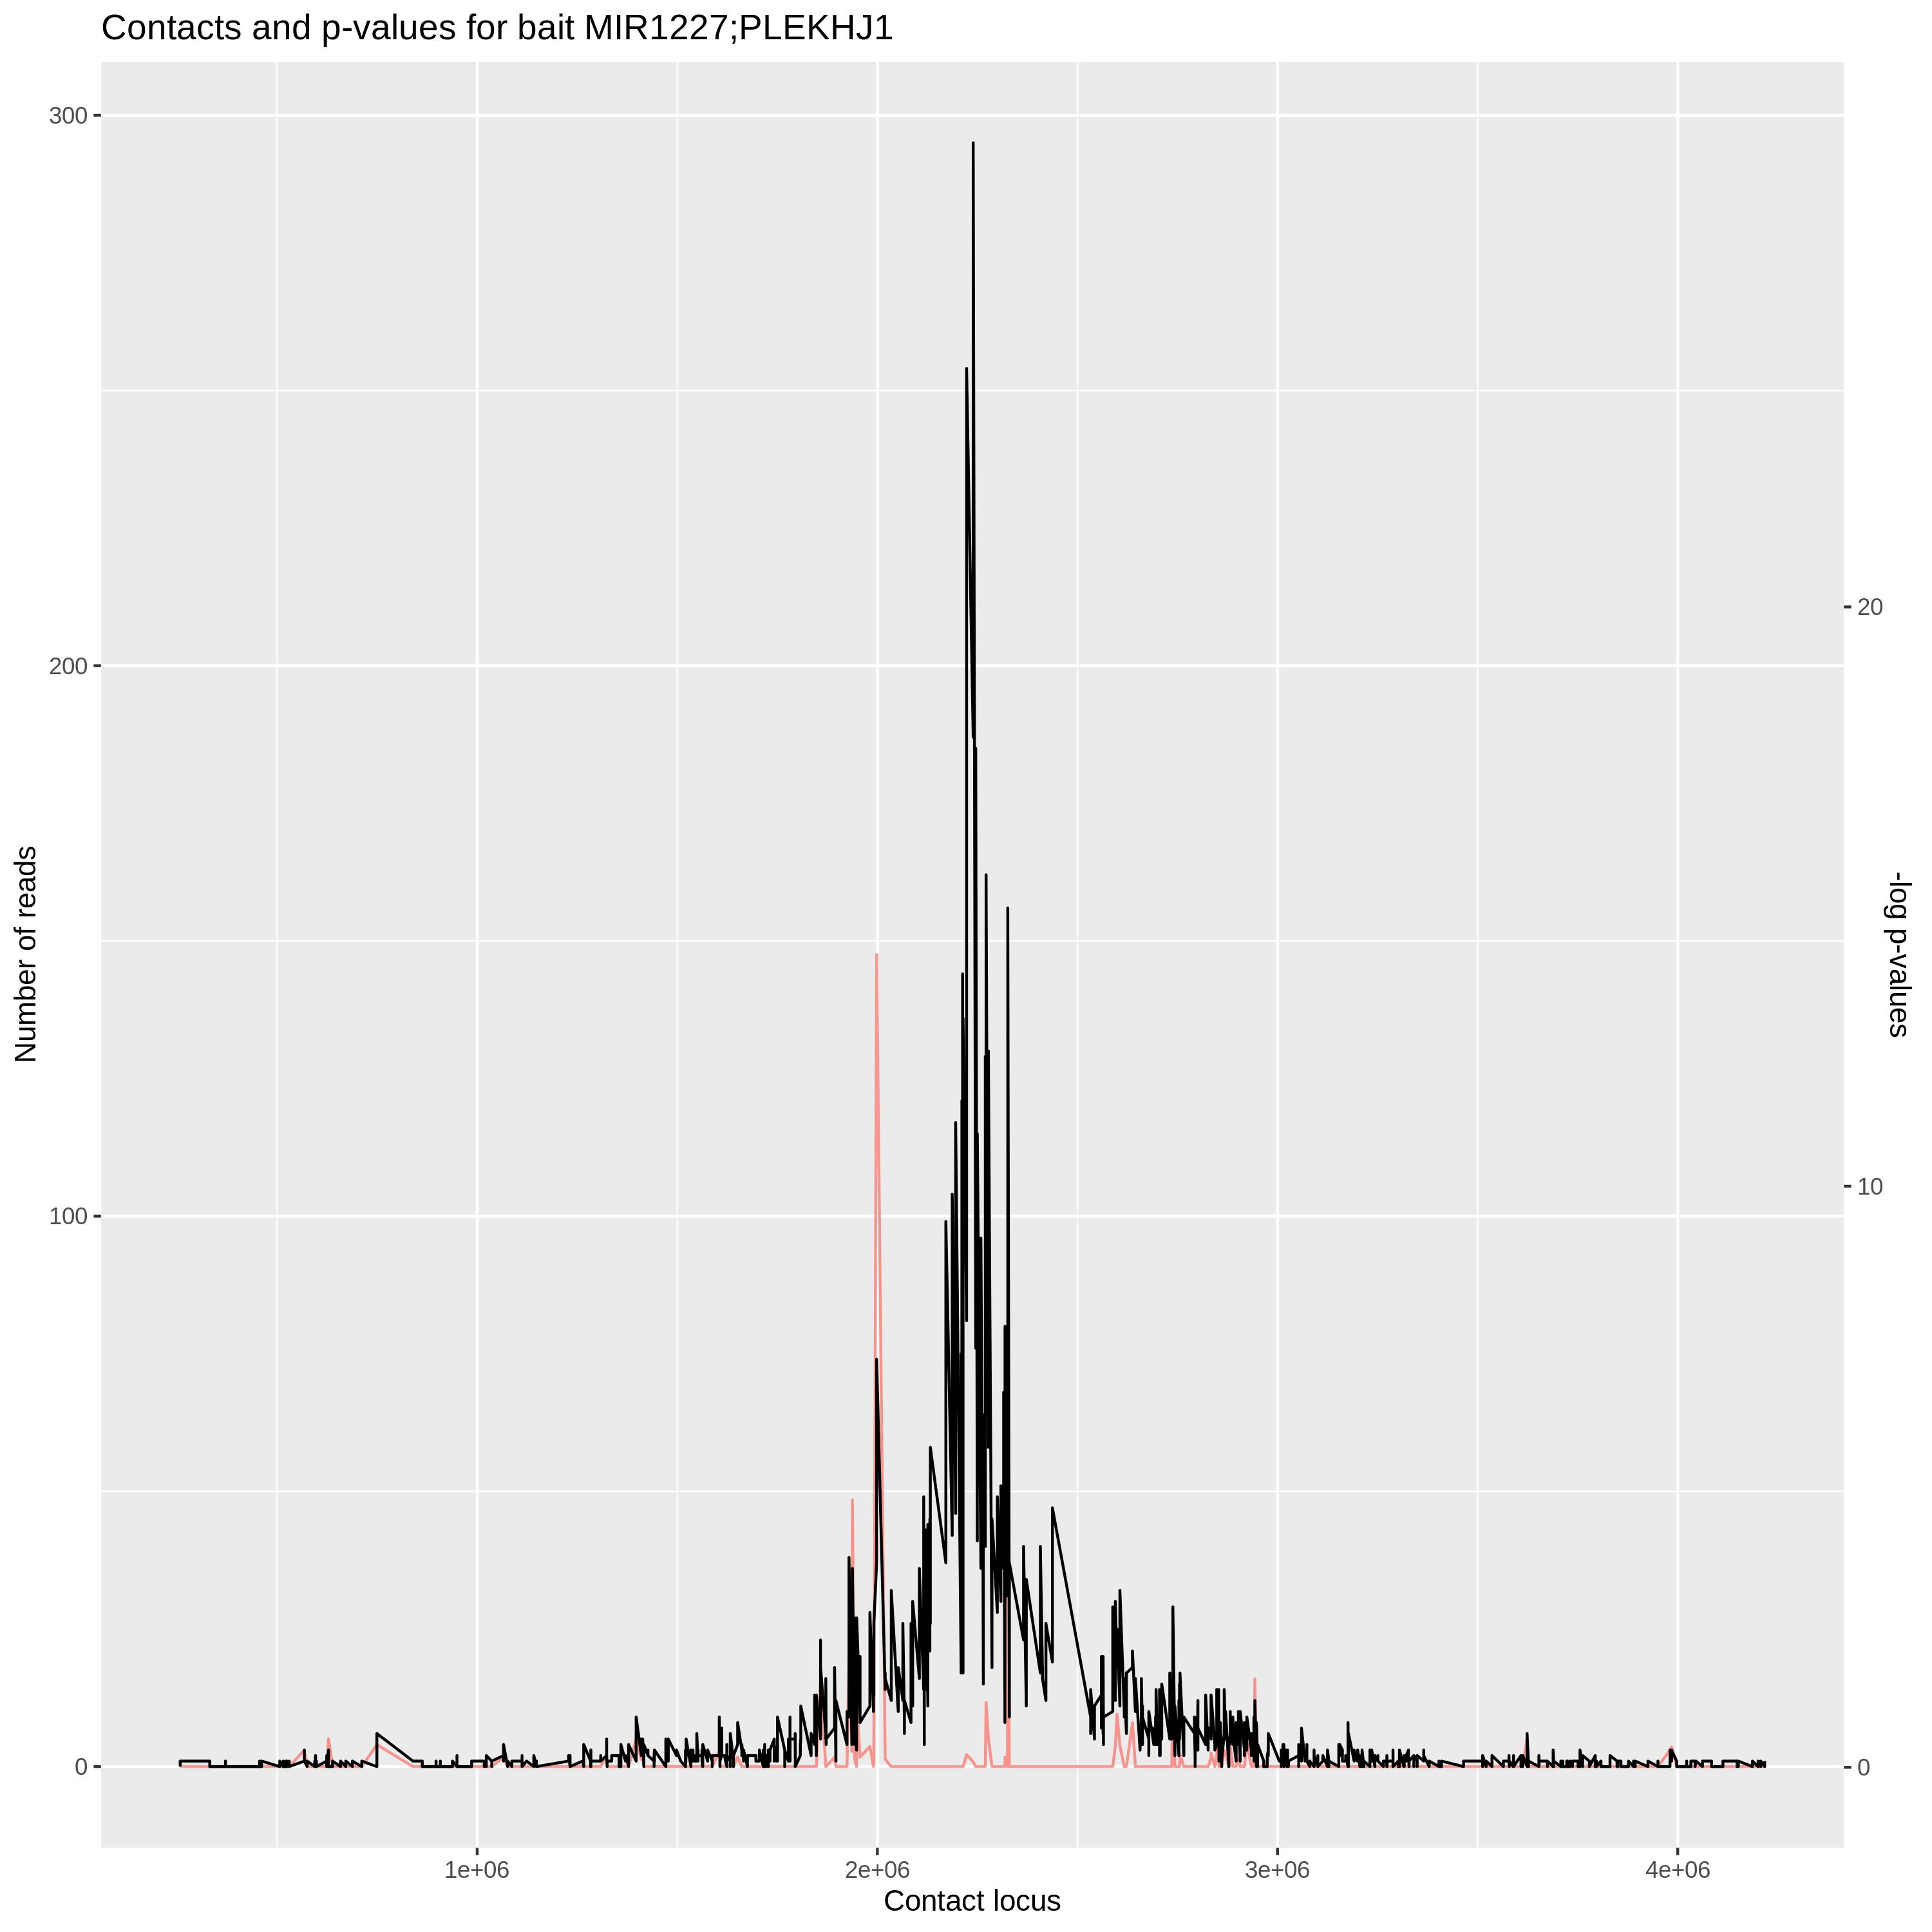 Contacts and p-values for bait MIR1227;PLEKHJ1
300
200
100
0
Number of reads
20
10
0
-log p-values
1e+06
2e+06
3e+06
4e+06
Contact locus